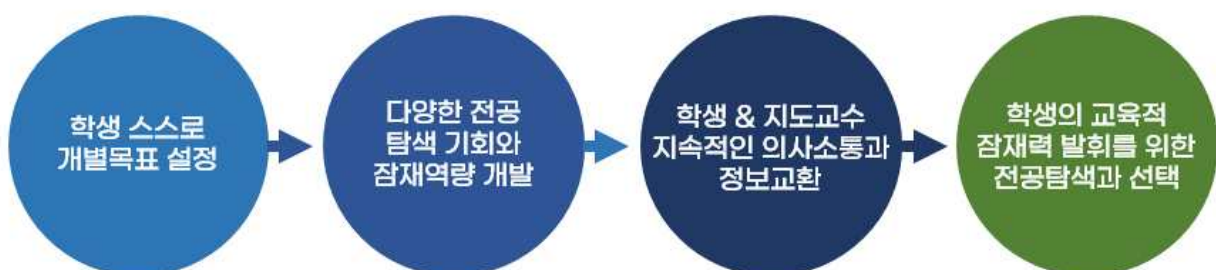 학생 스스로
개별목표 설정
다양한 전공
탐색 기회와
잠재역량 개발
학생 & 지도교수
지속적인 의사소통과
정보교환
학생의 교육적
잠재력 발휘를 위한
전공탐색과 선택